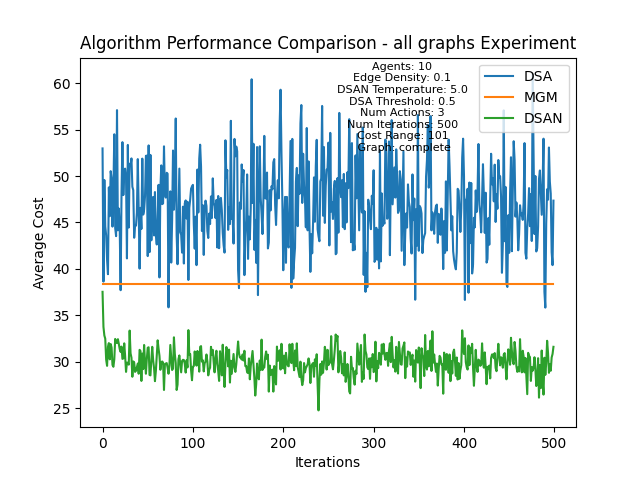 Algorithm Performance Comparison - all graphs Experiment
Agents: 10
Edge Density: 0.1
DSAN Temperature: 5.0
DSA Threshold: 0.5
Num Actions: 3
Num Iterations: 500
Cost Range: 101
Graph: complete
DSA
MGM
DSAN
Average Cost
60
55
50
45
40
35
30
25
0
100
200
300
400
500
Iterations